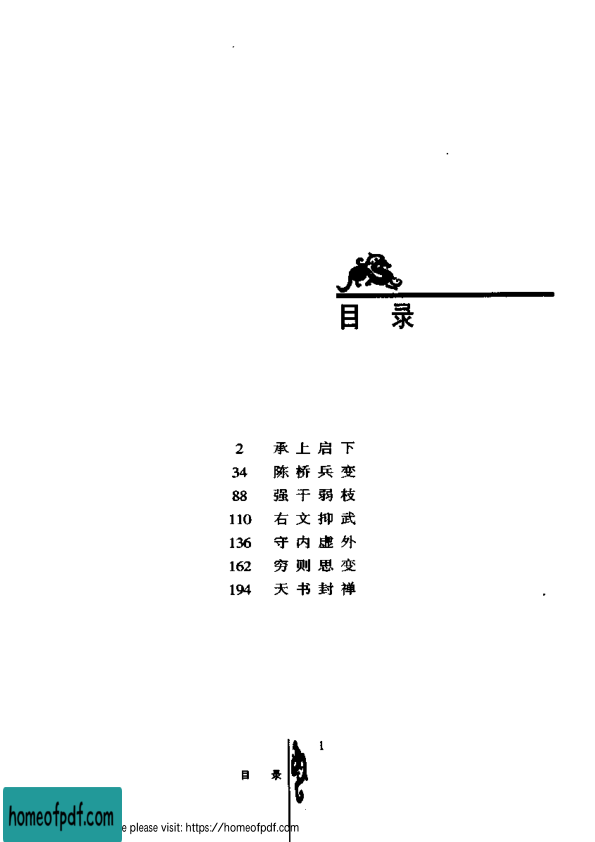 目 录
2 承上启下
34 陈桥兵变
88 强干弱枝
110 右文抑武
136 守内虚外
162 穷则思变
194 天书封禅
1
目 录
homeofpdf.com
e please visit: https://homeofpdf.com